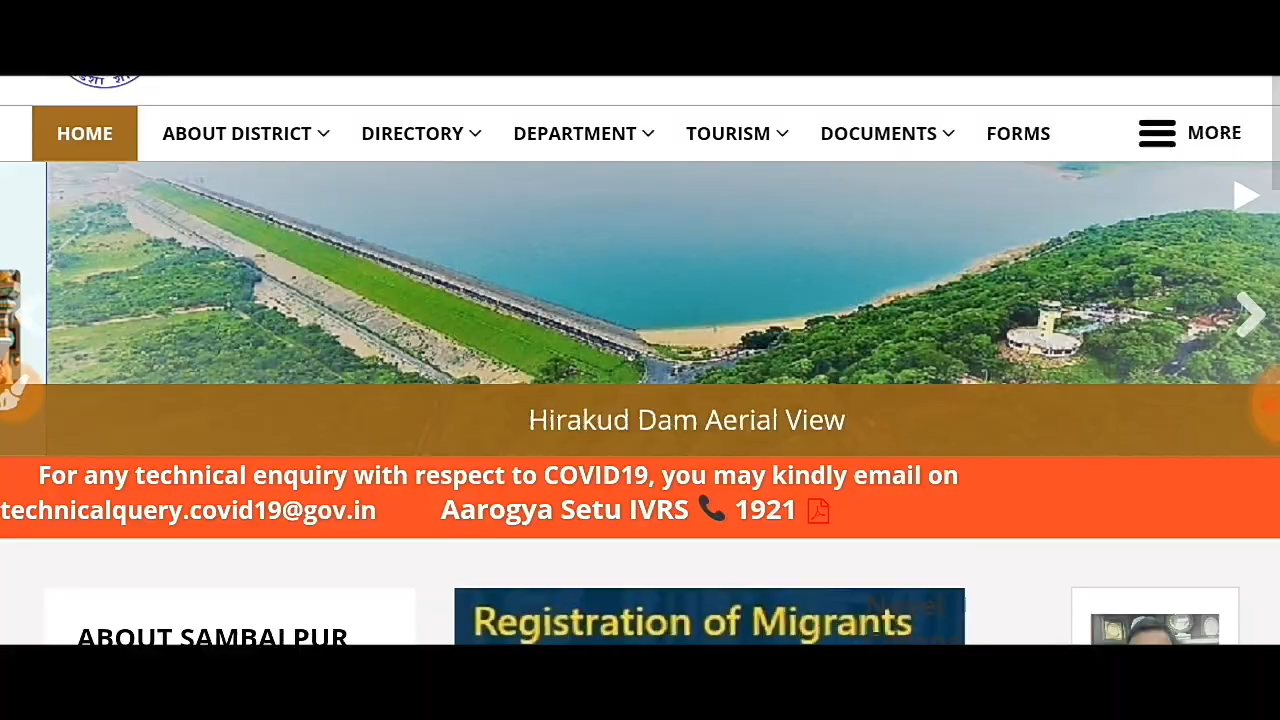 HOME ABOUT DISTRICT DIRECTORY DEPARTMENT TOURISM DOCUMENTS FORMS MORE
Hirakud Dam Aerial View
For any technical enquiry with respect to COVID19, you may kindly email on
technicalquery.covid19@gov.in Aarogya Setu IVRS 1921
ABOUT SAMBALPUR
Registration of Migrants